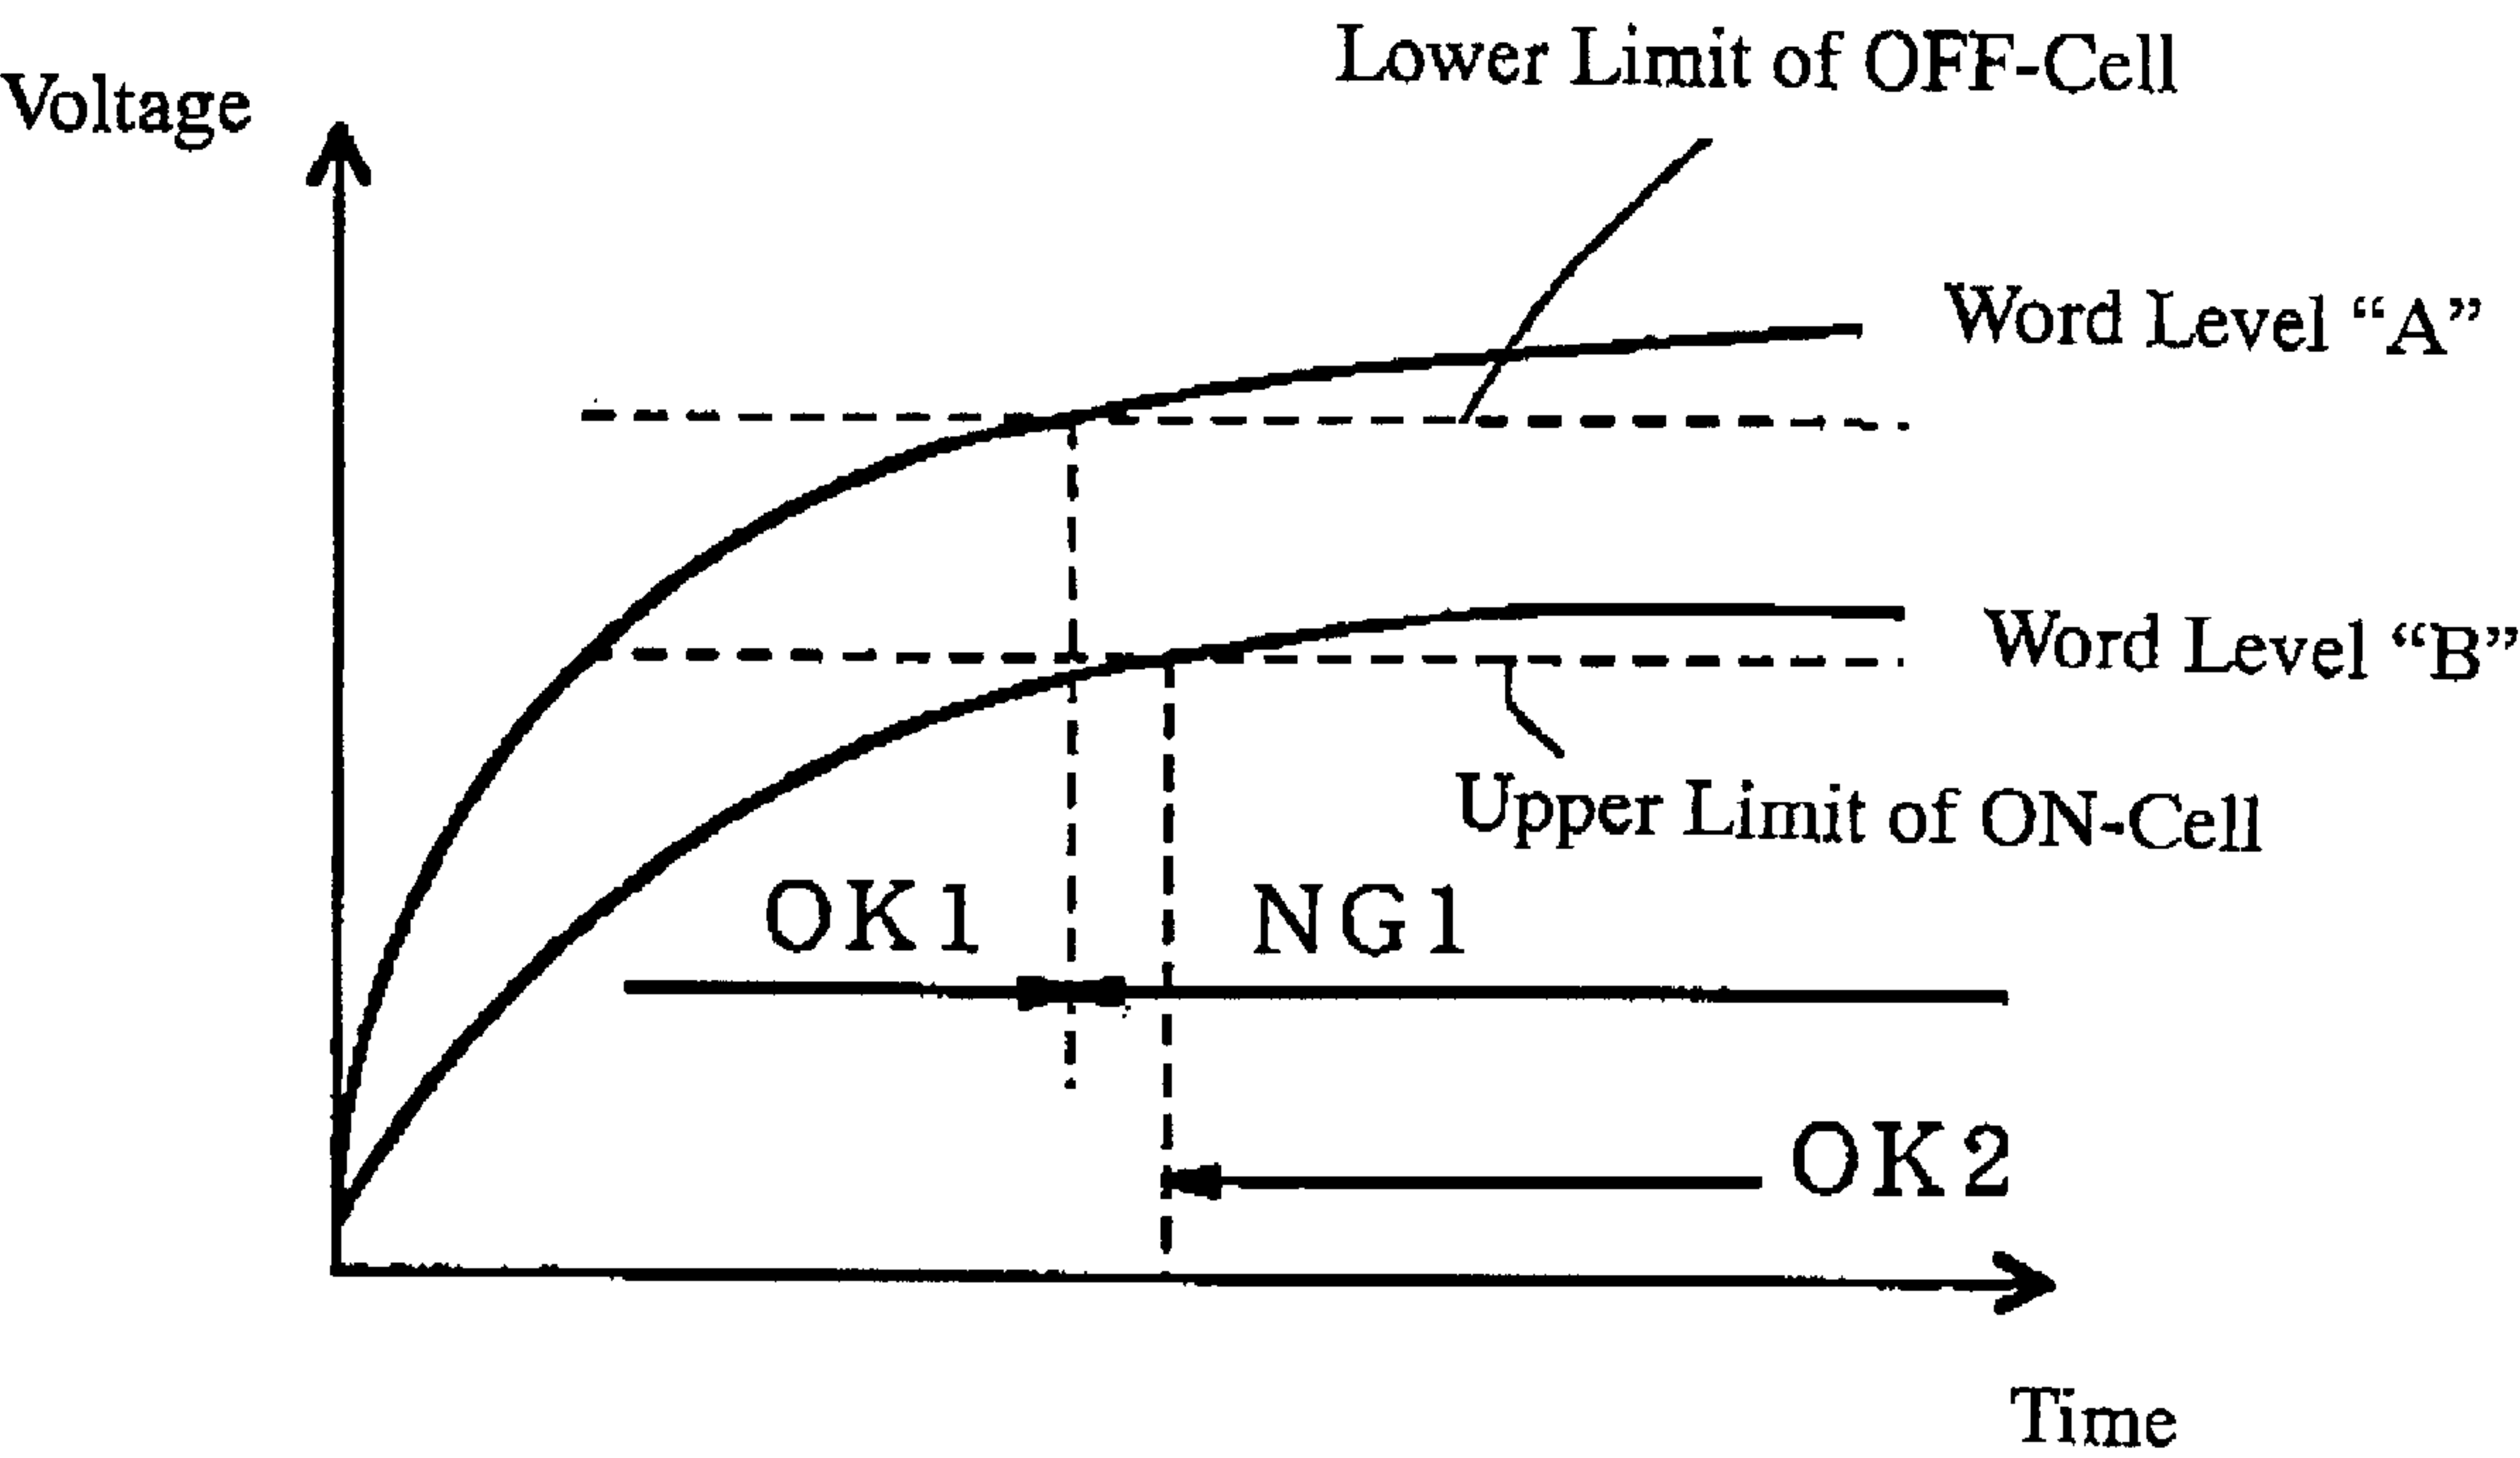 Lower Limit of OFF-Cell
Voltage
Word Level “A”
Word Level “B”
Upper Limit of ON-Cell
OK1
NG1
OK2
Time